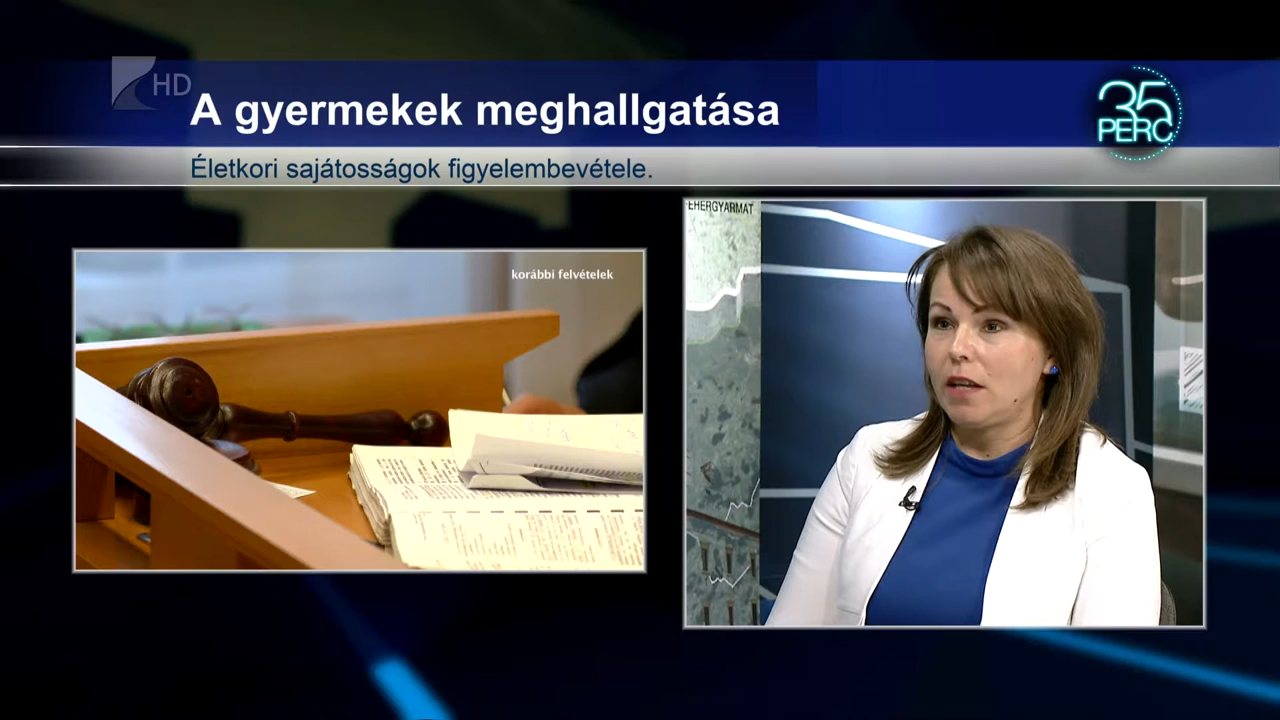 HD
A gyermekek meghallgatása
35
PERC
Életkori sajátosságok figyelembevétele.
EHERGYARMAT
korábbi felvételek